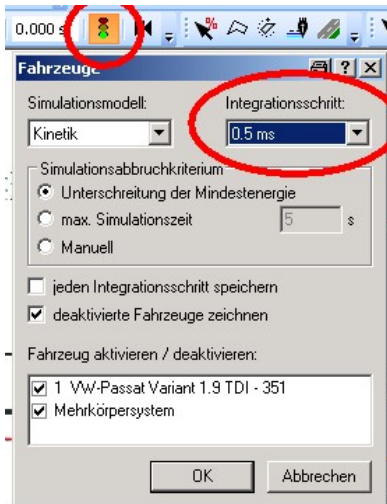 0.000 s
Fahrzeuge
Simulationsmodell:
Integrationsschritt:
Kinetik
0.5 ms
Simulationsabbruchkriterium
Unterschreitung der Mindestenergie
max. Simulationszeit
5 s
Manuell
jeden Integrationsschritt speichern
deaktivierte Fahrzeuge zeichnen
Fahrzeug aktivieren / deaktivieren:
1 VW-Passat Variant 1.9 TDI - 351
Mehrkörpersystem
OK
Abbrechen